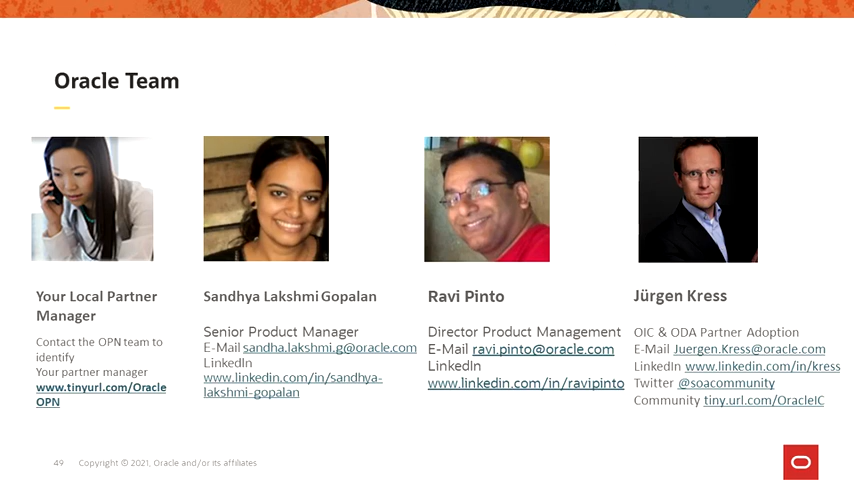 Oracle Team
Your Local Partner
Manager
Contact the OPN team to
identify
Your partner manager
www.tinyurl.com/Oracle
OPN
Sandhya Lakshmi Gopalan
Senior Product Manager
E-Mail sandha.lakshmi.g@oracle.com
LinkedIn
www.linkedin.com/in/sandhya-
lakshmi-gopalan
Ravi Pinto
Director Product Management
E-Mail ravi.pinto@oracle.com
LinkedIn
www.linkedin.com/in/ravipinto
Jürgen Kress
OIC & ODA Partner Adoption
E-Mail Juergen.Kress@oracle.com
LinkedIn www.linkedin.com/in/kress
Twitter @soacommunity
Community tiny.url.com/OracleIC
49 Copyright © 2021, Oracle and/or its affiliates